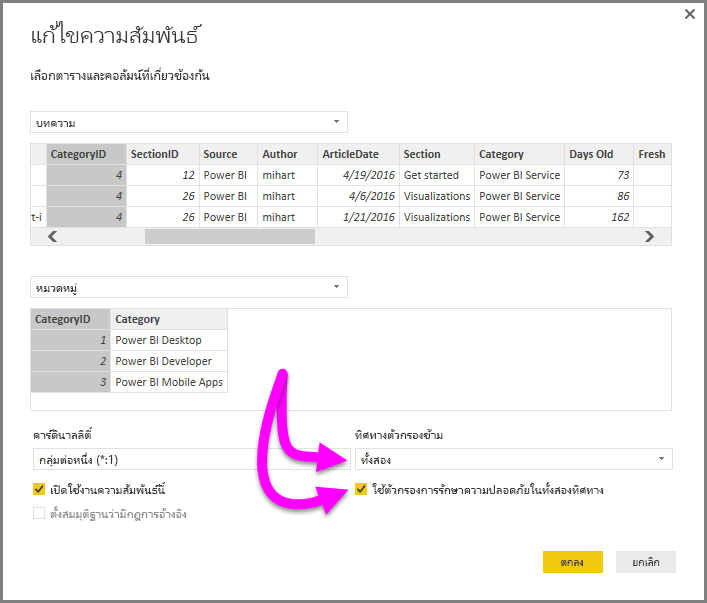 แก้ไขความสัมพันธ์
เลือกตารางและคอลัมน์ที่เกี่ยวข้องกัน
บทความ
CategoryID SectionID Source Author ArticleDate Section Category Days Old Fresh
4 12 Power BI mihart 4/19/2016 Get started Power BI Service 73
4 26 Power BI mihart 4/6/2016 Visualizations Power BI Service 86
t-i 4 26 Power BI mihart 1/21/2016 Visualizations Power BI Service 162
หมวดหมู่
CategoryID Category
1 Power BI Desktop
2 Power BI Developer
3 Power BI Mobile Apps
คาร์ดินาลลิตี้ ทิศทางตัวกรองข้าม
กลุ่มต่อหนึ่ง (*:1) ทั้งสอง
เปิดใช้งานความสัมพันธ์นี้ ใช้ตัวกรองการรักษาความปลอดภัยในทั้งสองทิศทาง
ตั้งสมมุติฐานว่ามีกฎการอ้างอิง
ตกลง ยกเลิก